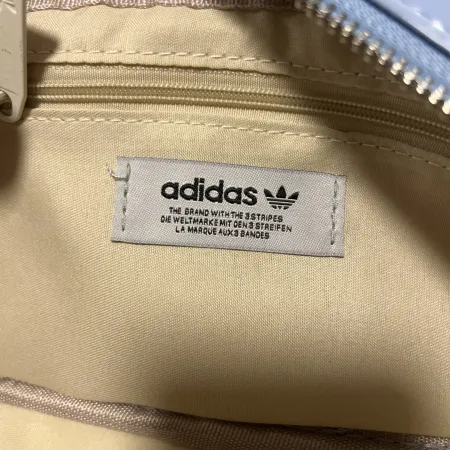 adidas
THE BRAND WITH THE 3 STRIPES
DIE WELTMARKE MIT DEN 3 STREIFEN
LA MARQUE AUX 3 BANDES